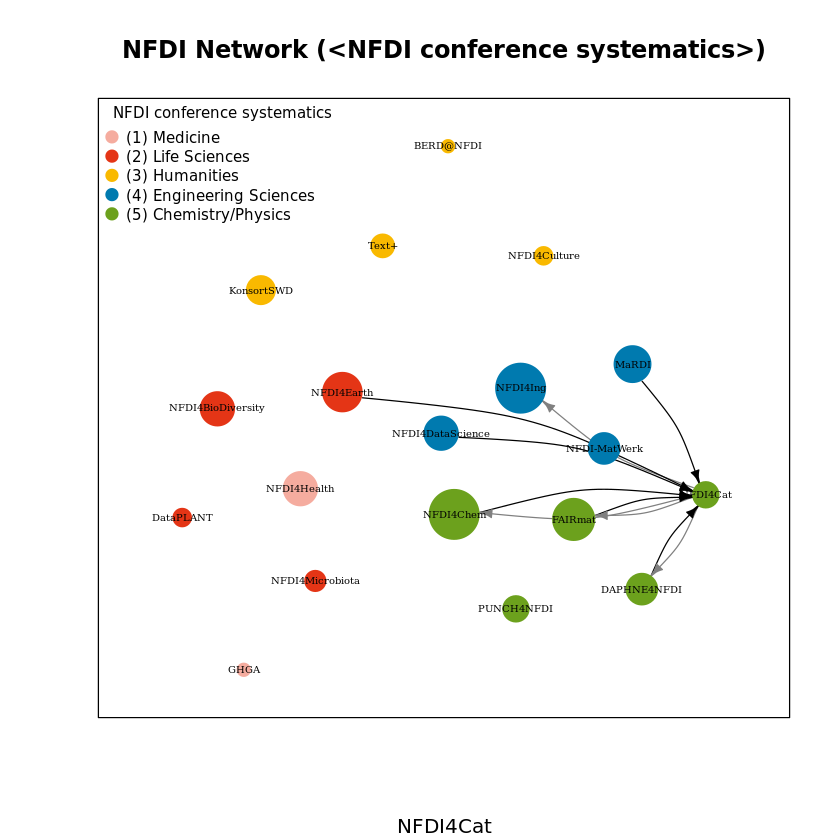 NFDI Network (<NFDI conference systematics>)
NFDI conference systematics
(1) Medicine
(2) Life Sciences
(3) Humanities
(4) Engineering Sciences
(5) Chemistry/Physics
BERD@NFDI
Text+
NFDI4Culture
KonsortSWD
MaRDI
NFDI4Ing
NFDI4Earth
NFDI4BioDiversity
NFDI4DataScience
NFDI-MatWerk
NFDI4Health
NFDI4Cat
NFDI4Chem
FAIRmat
DataPLANT
NFDI4Microbiota
DAPHNE4NFDI
PUNCH4NFDI
GHGA
NFDI4Cat